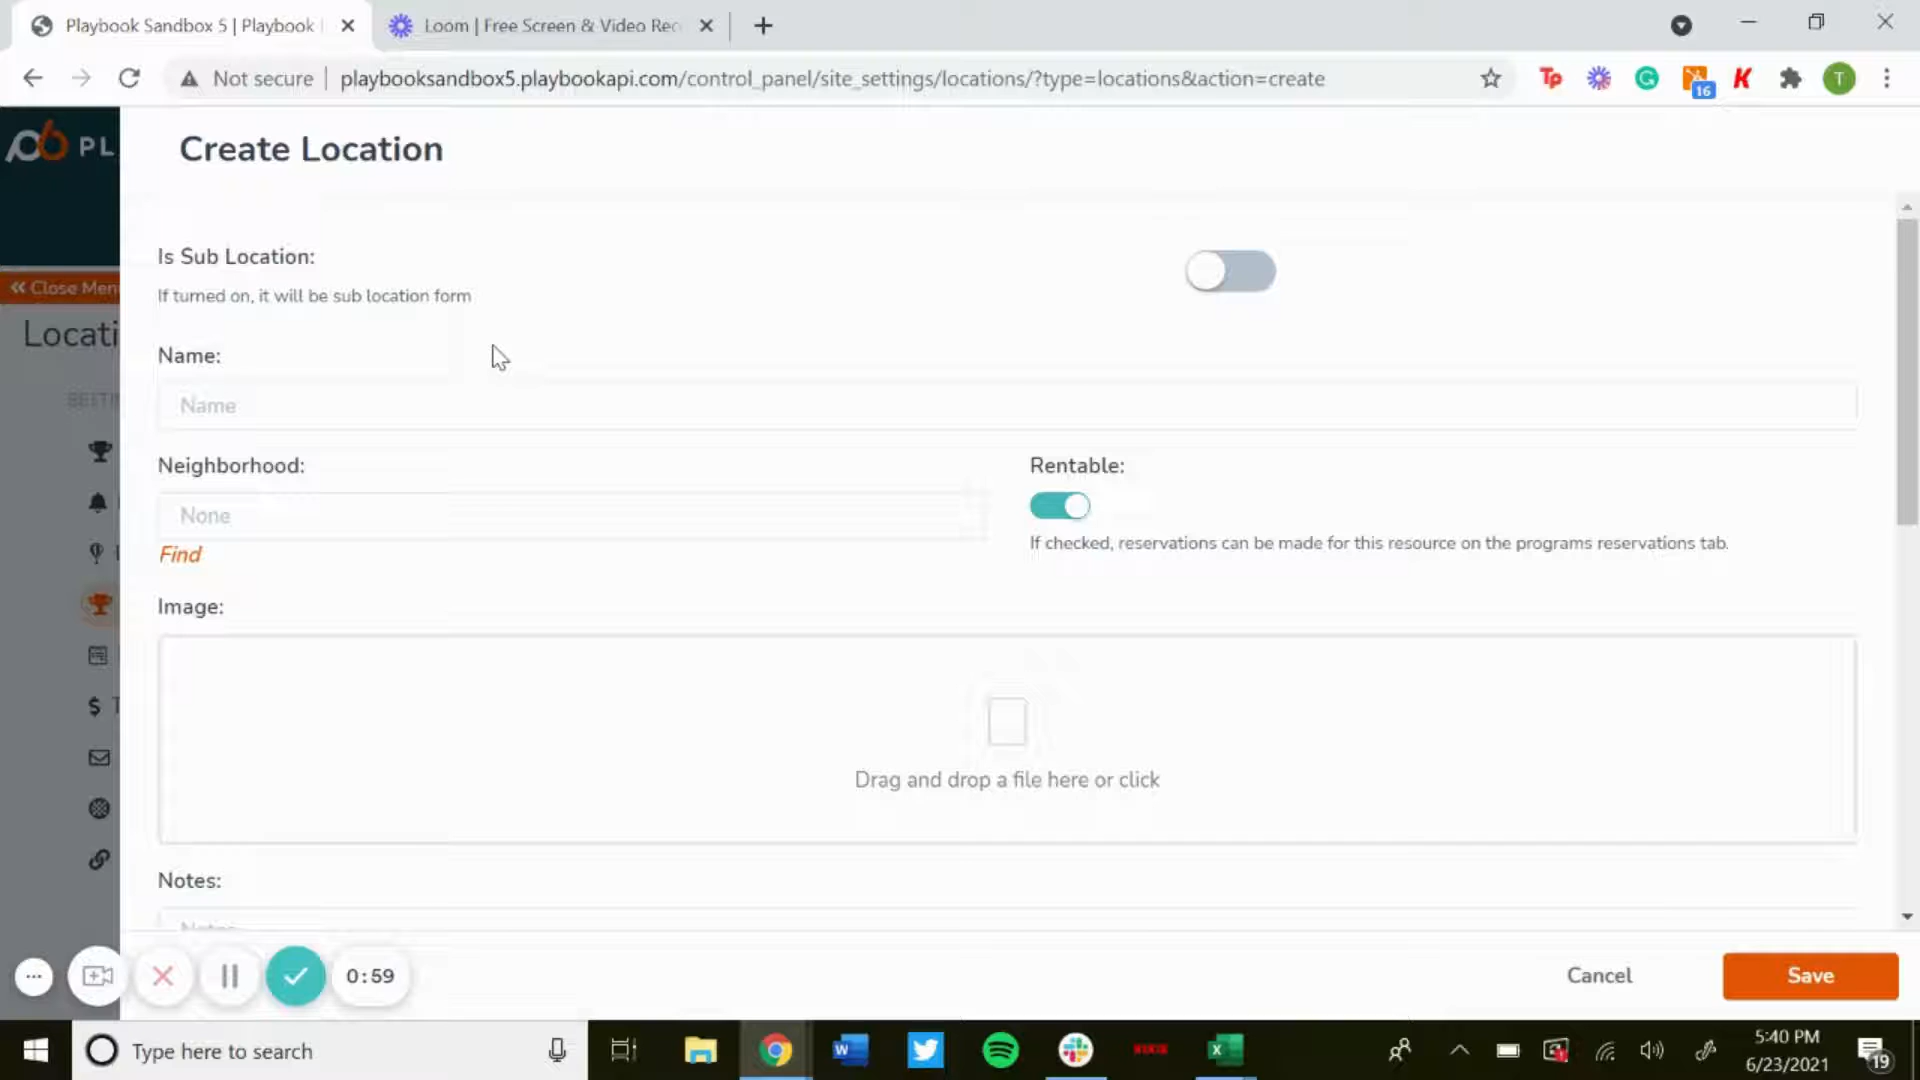 Playbook Sandbox 5 | Playbook
Loom | Free Screen & Video Rec
Not secure
playbooksandbox5.playbookapi.com/control_panel/site_settings/locations/?type=locations&action=create
Tp
16
K
T
PL
Create Location
Is Sub Location:
If turned on, it will be sub location form
Close Men
Locati
Name:
Name
Neighborhood:
Rentable:
None
If checked, reservations can be made for this resource on the programs reservations tab.
Find
Image:
Drag and drop a file here or click
Notes:
0:59
Cancel
Save
Type here to search
5:40 PM
6/23/2021
19